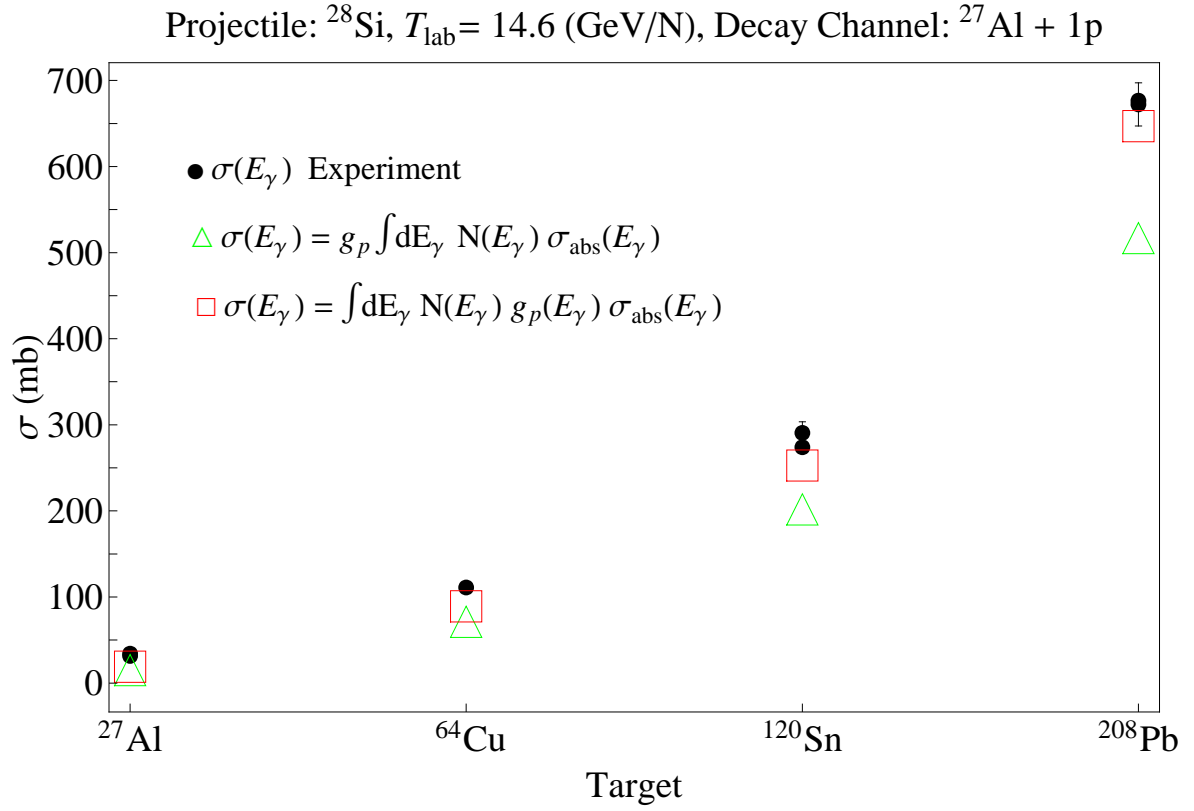 Projectile: ²⁸Si, T_lab= 14.6 (GeV/N), Decay Channel: ²⁷Al + 1p
700
600
500
400
300
200
100
0
σ (mb)
● σ(E_γ) Experiment
△ σ(E_γ) = g_p ∫dE_γ N(E_γ) σ_abs(E_γ)
□ σ(E_γ) = ∫dE_γ N(E_γ) g_p(E_γ) σ_abs(E_γ)
²⁷Al ⁶⁴Cu ¹²⁰Sn ²⁰⁸Pb
Target